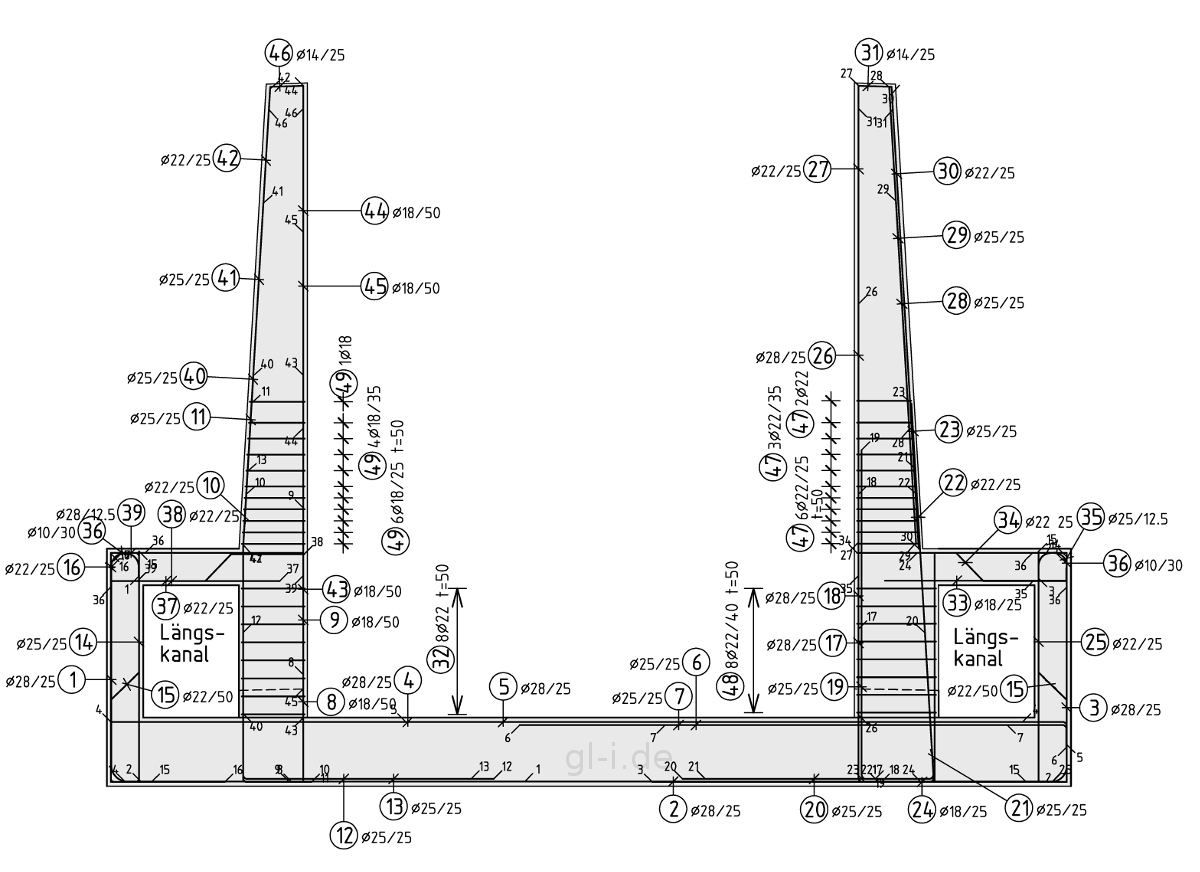 46 ø14/25
31 ø14/25
42
44
27
28
30
46
46
31
31
ø22/25 42
ø22/25 27
30 ø22/25
41
29
44 ø18/50
45
29 ø25/25
ø25/25 41
45 ø18/50
26
28 ø25/25
49 1ø18
ø28/25 26
40
43
ø25/25 40
11
23
ø25/25 11
49 4ø18/35
47 2ø22
47 3ø22/35
44
19
28
23 ø25/25
13
21
49 6ø18/25 t=50
47 6ø22/25
t=50
ø22/25 10
10
9
18
22
22 ø22/25
ø28/12.5 39
38 ø22/25
34 ø22 25
35 ø25/12.5
ø10/30 36
36
38
34
27
30
29
24
36
15
ø22/25 16
16
39
37
36 ø10/30
36
1
37 ø22/25
39
43 ø18/50
ø28/25 18
35
33 ø18/25
35
3
36
Längs-
kanal
12
9 ø18/50
32 8ø22 t=50
48 8ø22/40 t=50
17
20
Längs-
kanal
ø25/25 14
ø28/25 17
25 ø22/25
8
ø28/25 1
15 ø22/50
ø28/25 4
5 ø28/25
ø25/25 6
ø25/25 7
ø25/25 19
ø22/50 15
45
8 ø18/50
3 ø28/25
4
40
43
6
7
26
7
5
6
gl-i.de
14
2
15
16
9
8
10
11
13
12
1
3
20
21
23
22
17
18
24
19
15
2
25
12 ø25/25
13 ø25/25
2 ø28/25
20 ø25/25
24 ø18/25
21 ø25/25